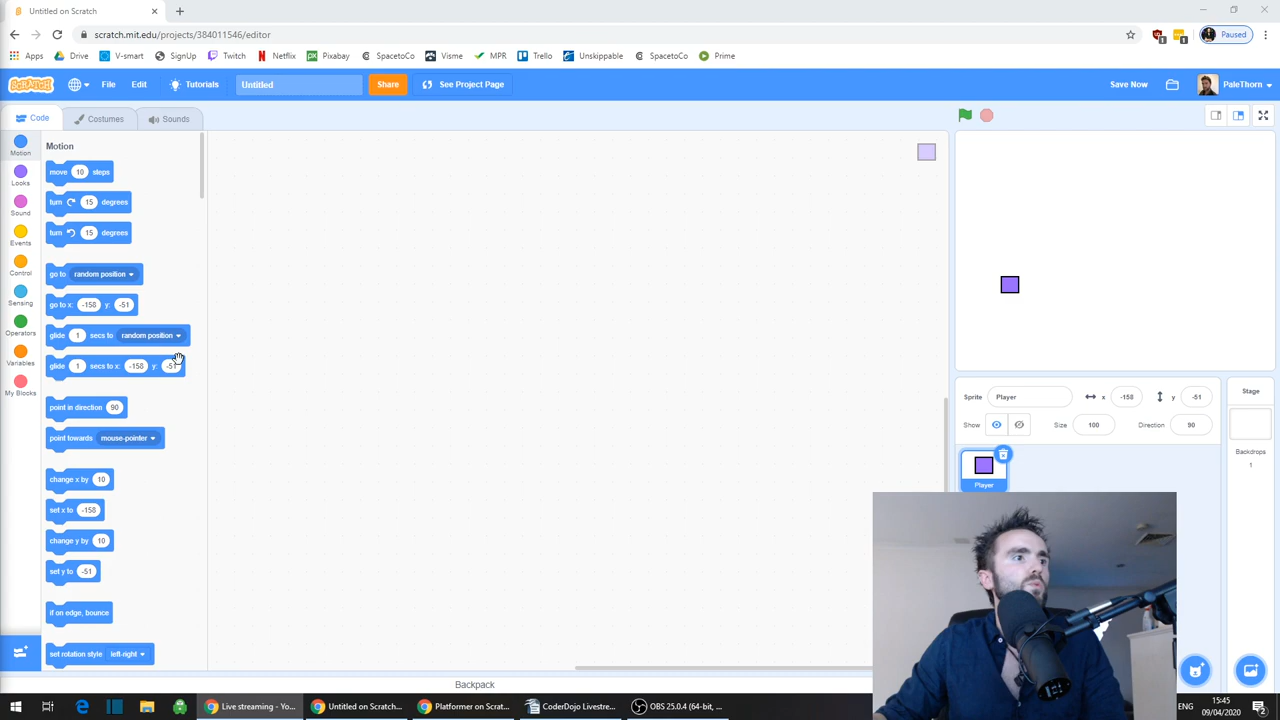 Untitled on Scratch
scratch.mit.edu/projects/384011546/editor
Paused
Apps Drive V-smart SignUp Twitch Netflix Pixabay SpacetoCo Visme MPR Trello Unskippable SpacetoCo Prime
SCRATCH File Edit Tutorials Untitled Share See Project Page Save Now PaleThorn
Code Costumes Sounds
Motion
Looks
Sound
Events
Control
Sensing
Operators
Variables
My Blocks
Motion
move 10 steps
turn 15 degrees
turn 15 degrees
go to random position
go to x: -158 y: -51
glide 1 secs to random position
glide 1 secs to x: -158 y: -51
point in direction 90
point towards mouse-pointer
change x by 10
set x to -158
change y by 10
set y to -51
if on edge, bounce
set rotation style left-right
Backpack
Sprite Player x -158 y -51
Show Size 100 Direction 90
Player
Stage
Backdrops
1
Live streaming - Yo...
Untitled on Scratc...
Platformer on Scrat...
CoderDojo Livestre...
OBS 25.0.4 (64-bit, ...
ENG
15:45
09/04/2020
2